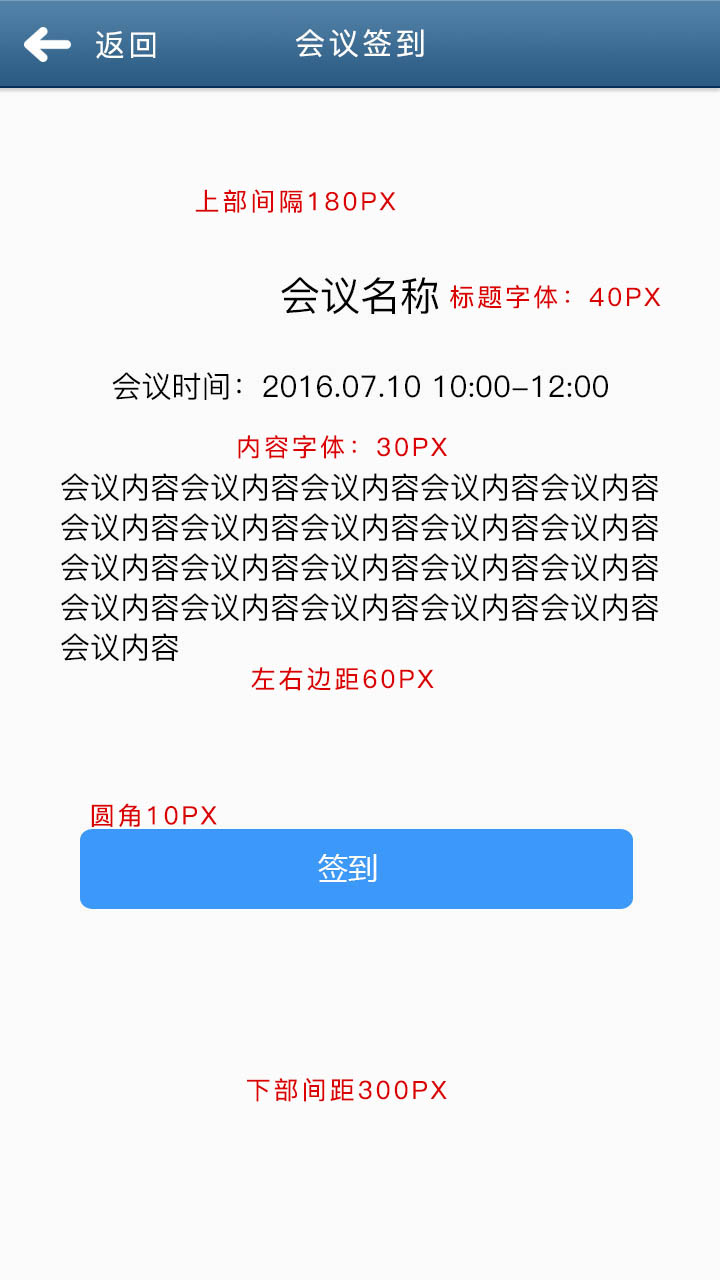 返回
会议签到
上部间隔180PX
会议名称 标题字体：40PX
会议时间：2016.07.10 10:00-12:00
内容字体：30PX
会议内容会议内容会议内容会议内容会议内容
会议内容会议内容会议内容会议内容会议内容
会议内容会议内容会议内容会议内容会议内容
会议内容会议内容会议内容会议内容会议内容
会议内容
左右边距60PX
圆角10PX
签到
下部间距300PX